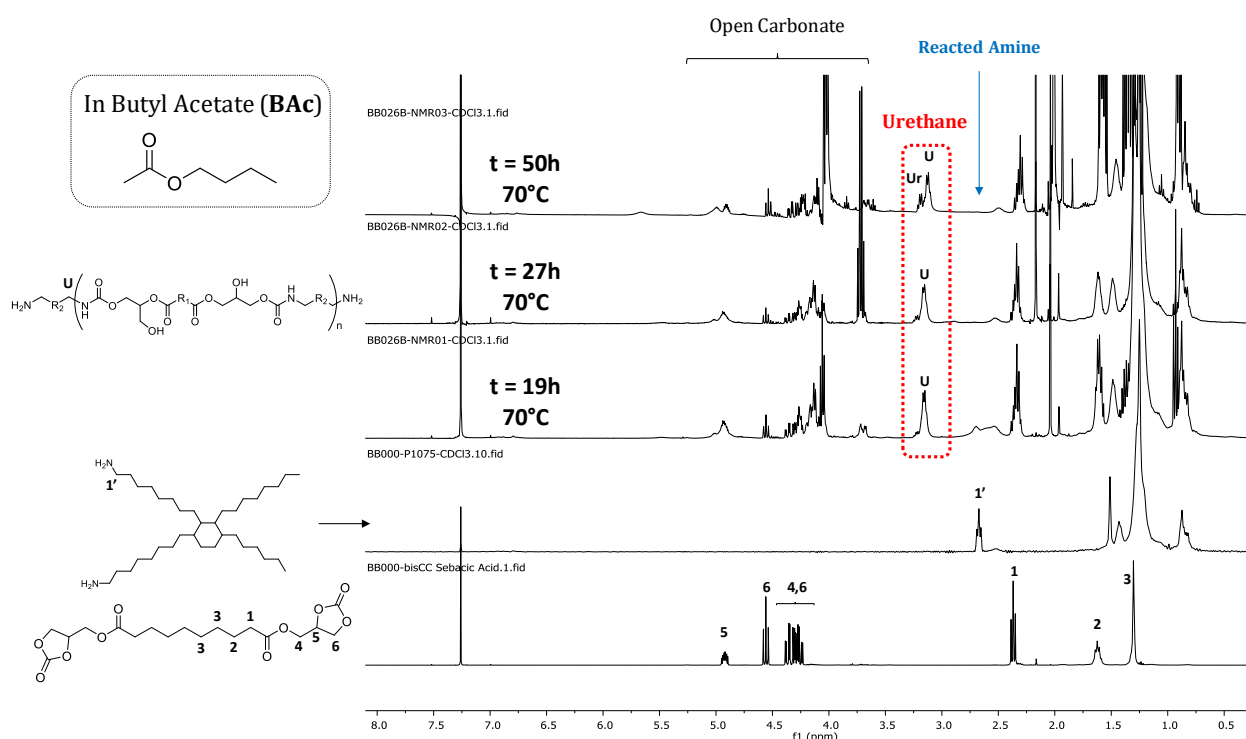 Open Carbonate
Reacted Amine
In Butyl Acetate (BAc)
O
O
BB026B-NMR03-CDCl3.1.fid
Urethane
t = 50h
70°C
Ur
U
BB026B-NMR02-CDCl3.1.fid
U
H2N R2 N H O O O O R1 O O OH O O N H R2 NH2
OH
n
t = 27h
70°C
U
BB026B-NMR01-CDCl3.1.fid
t = 19h
70°C
U
BB000-P1075-CDCl3.10.fid
H2N
1'
1'
H2N
BB000-bisCC Sebacic Acid.1.fid
6
4,6
5
1
2
3
O O O O O
3 1
3 2
O O 4 5 6 O O O
8.0 7.5 7.0 6.5 6.0 5.5 5.0 4.5 4.0 3.5 3.0 2.5 2.0 1.5 1.0 0.5
f1 (ppm)